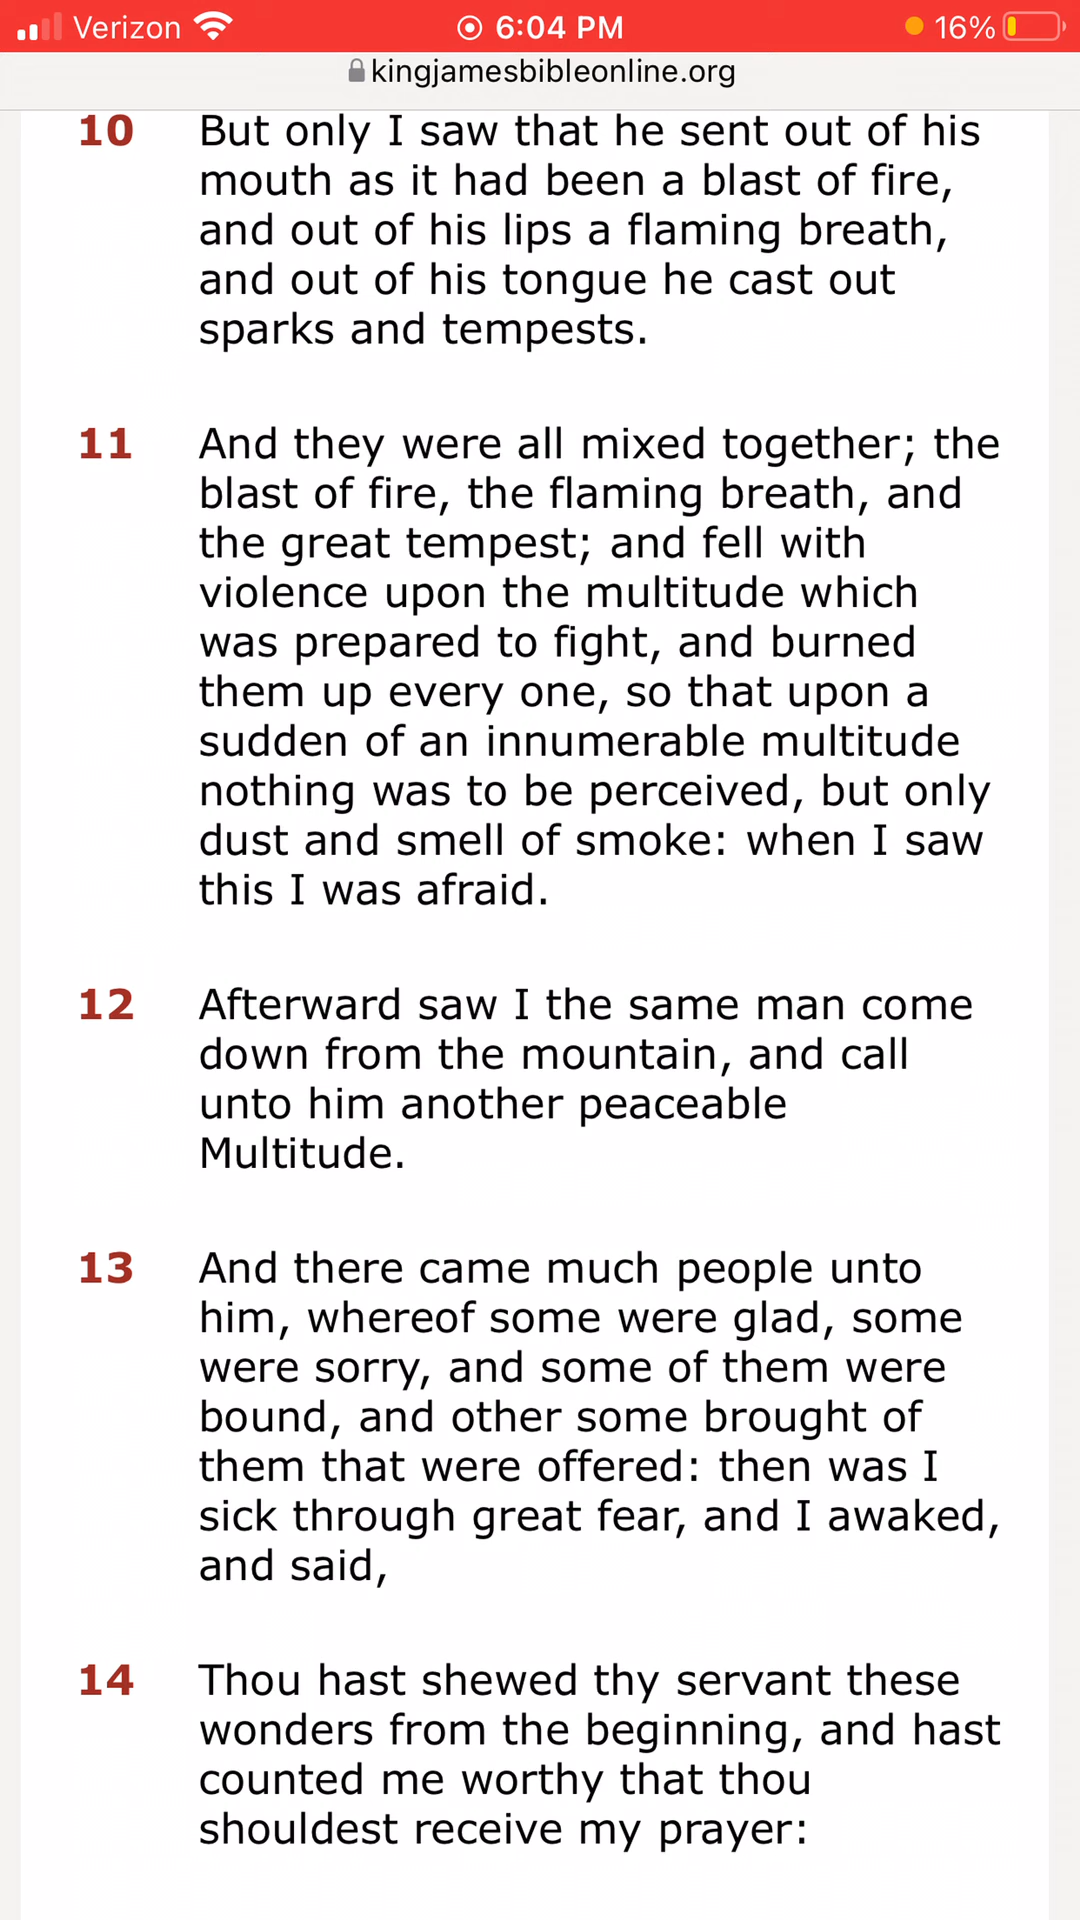 Verizon 6:04 PM 16%
kingjamesbibleonline.org
10 But only I saw that he sent out of his
mouth as it had been a blast of fire,
and out of his lips a flaming breath,
and out of his tongue he cast out
sparks and tempests.
11 And they were all mixed together; the
blast of fire, the flaming breath, and
the great tempest; and fell with
violence upon the multitude which
was prepared to fight, and burned
them up every one, so that upon a
sudden of an innumerable multitude
nothing was to be perceived, but only
dust and smell of smoke: when I saw
this I was afraid.
12 Afterward saw I the same man come
down from the mountain, and call
unto him another peaceable
Multitude.
13 And there came much people unto
him, whereof some were glad, some
were sorry, and some of them were
bound, and other some brought of
them that were offered: then was I
sick through great fear, and I awaked,
and said,
14 Thou hast shewed thy servant these
wonders from the beginning, and hast
counted me worthy that thou
shouldest receive my prayer: